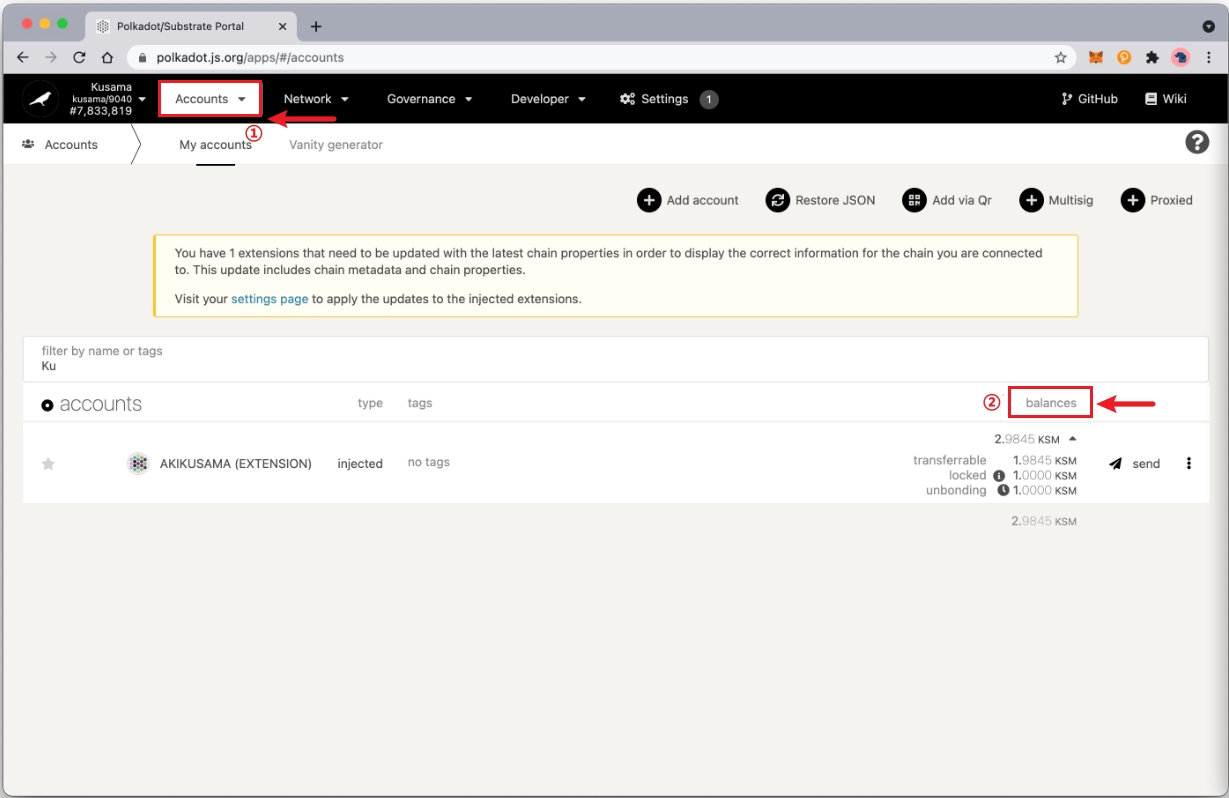 Polkadot/Substrate Portal
polkadot.js.org/apps/#/accounts
Kusama
kusama/9040
#7,833,819
Accounts
Network
Governance
Developer
Settings 1
GitHub
Wiki
①
Accounts
My accounts
Vanity generator
?
Add account
Restore JSON
Add via Qr
Multisig
Proxied
You have 1 extensions that need to be updated with the latest chain properties in order to display the correct information for the chain you are connected
to. This update includes chain metadata and chain properties.
Visit your settings page to apply the updates to the injected extensions.
filter by name or tags
Ku
accounts
type
tags
②
balances
2.9845 KSM
AKIKUSAMA (EXTENSION)
injected
no tags
transferrable 1.9845 KSM
locked 1.0000 KSM
unbonding 1.0000 KSM
send
2.9845 KSM